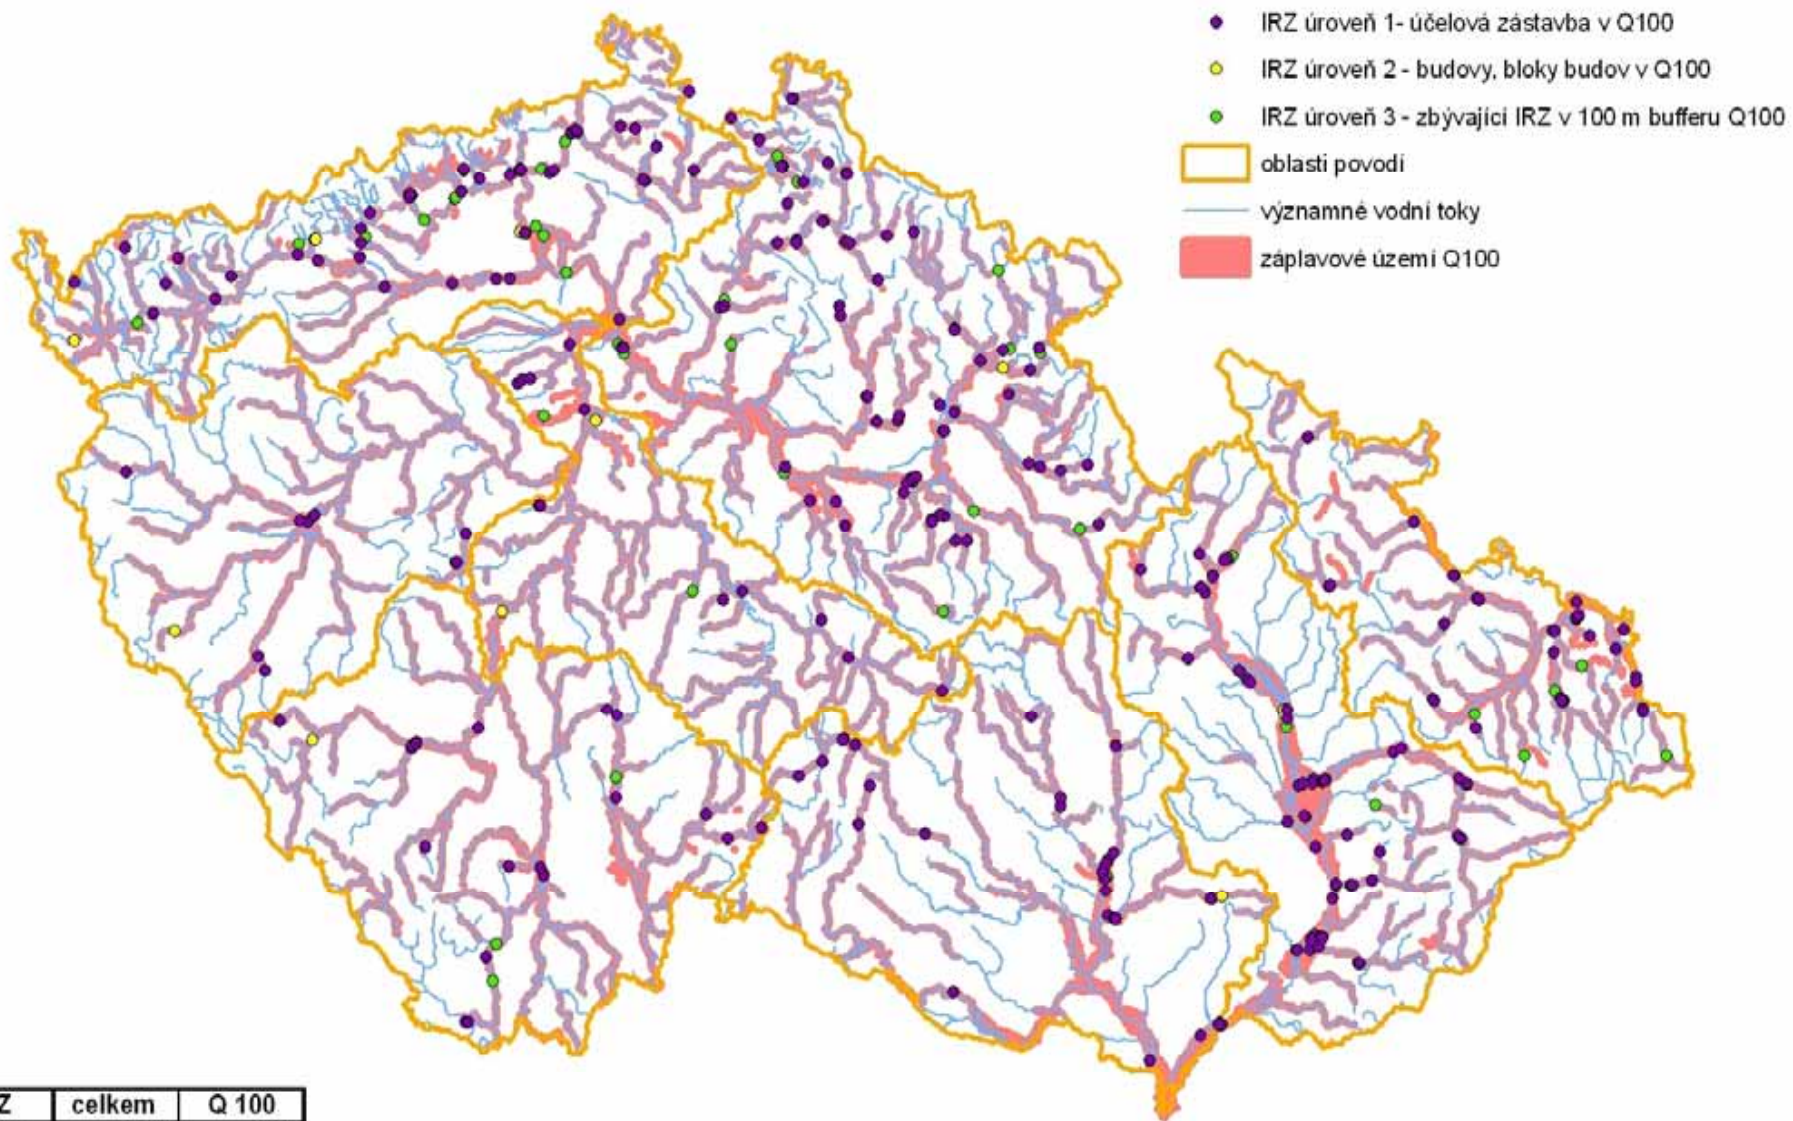 IRZ úroveň 1- účelová zástavba v Q100
IRZ úroveň 2 - budovy, bloky budov v Q100
IRZ úroveň 3 - zbývající IRZ v 100 m bufferu Q100
oblasti povodí
významné vodní toky
záplavové území Q100
Z celkem Q 100